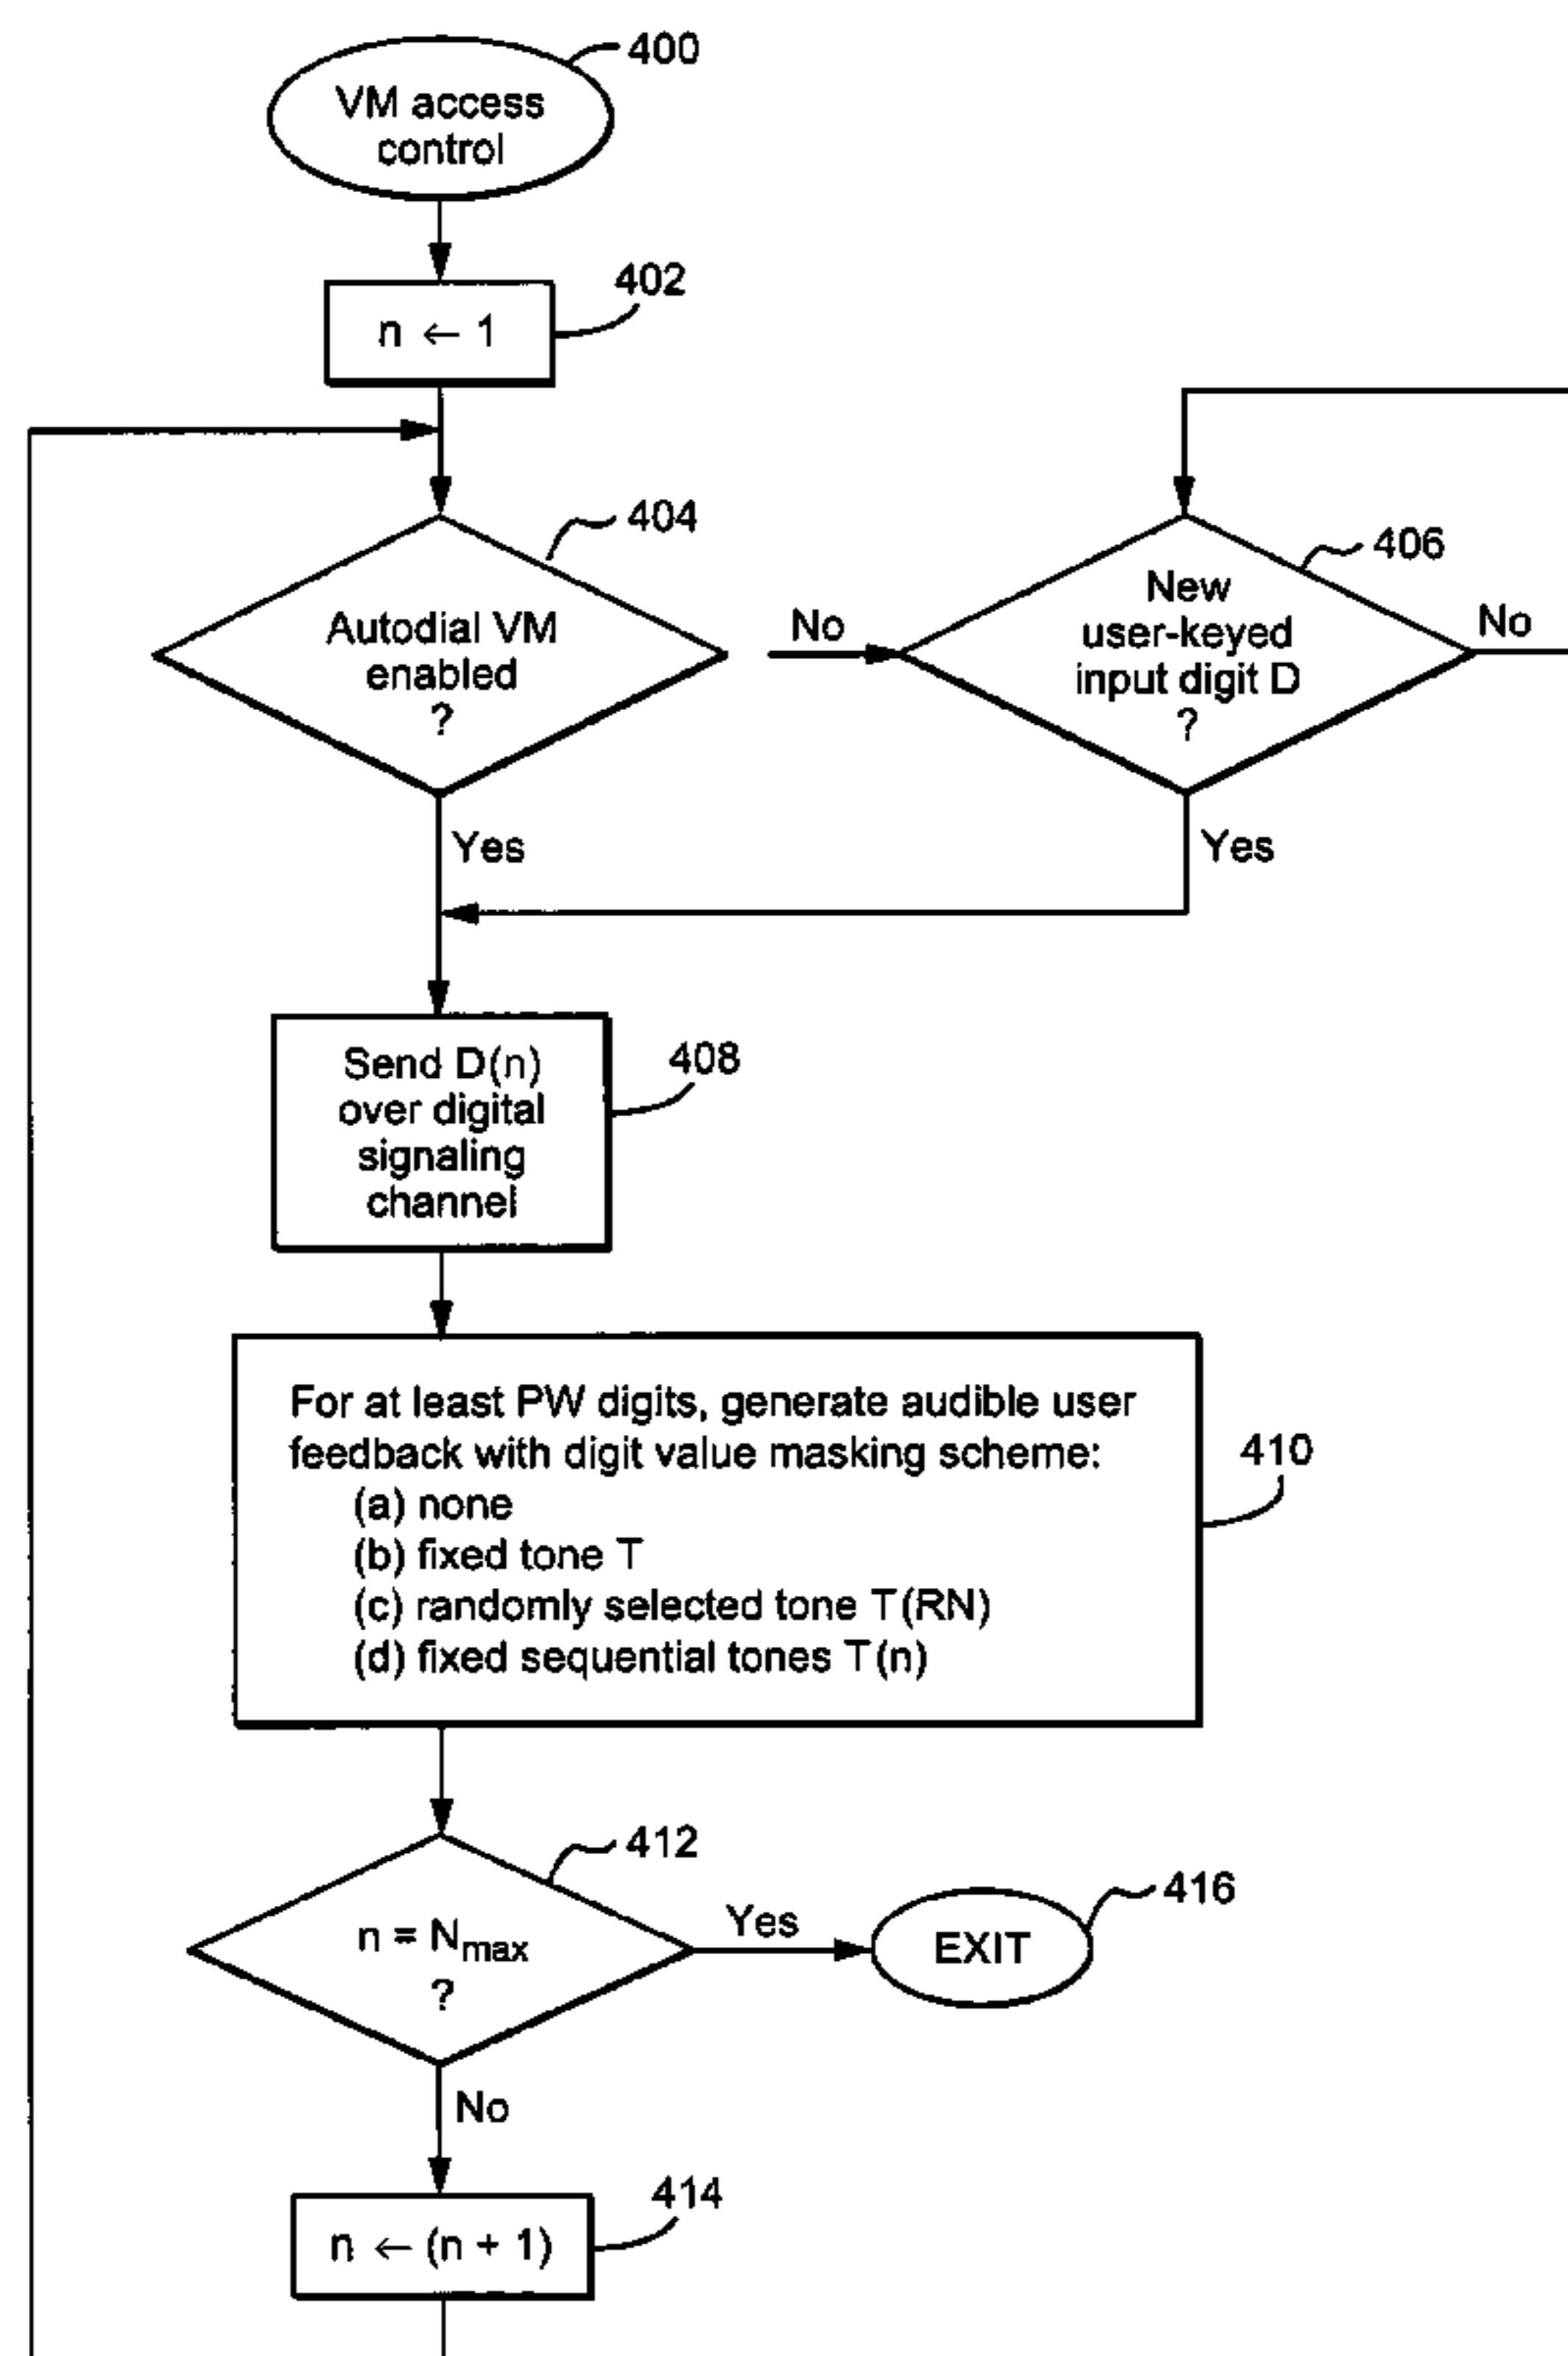 400
VM access
control
402
n ← 1
404
Autodial VM
enabled
?
No
406
New
user-keyed
input digit D
?
No
Yes
Yes
Send D(n)
over digital
signaling
channel
408
For at least PW digits, generate audible user
feedback with digit value masking scheme:
(a) none
(b) fixed tone T
(c) randomly selected tone T(RN)
(d) fixed sequential tones T(n)
410
412
n = Nmax
?
Yes
EXIT
416
No
414
n ← (n + 1)